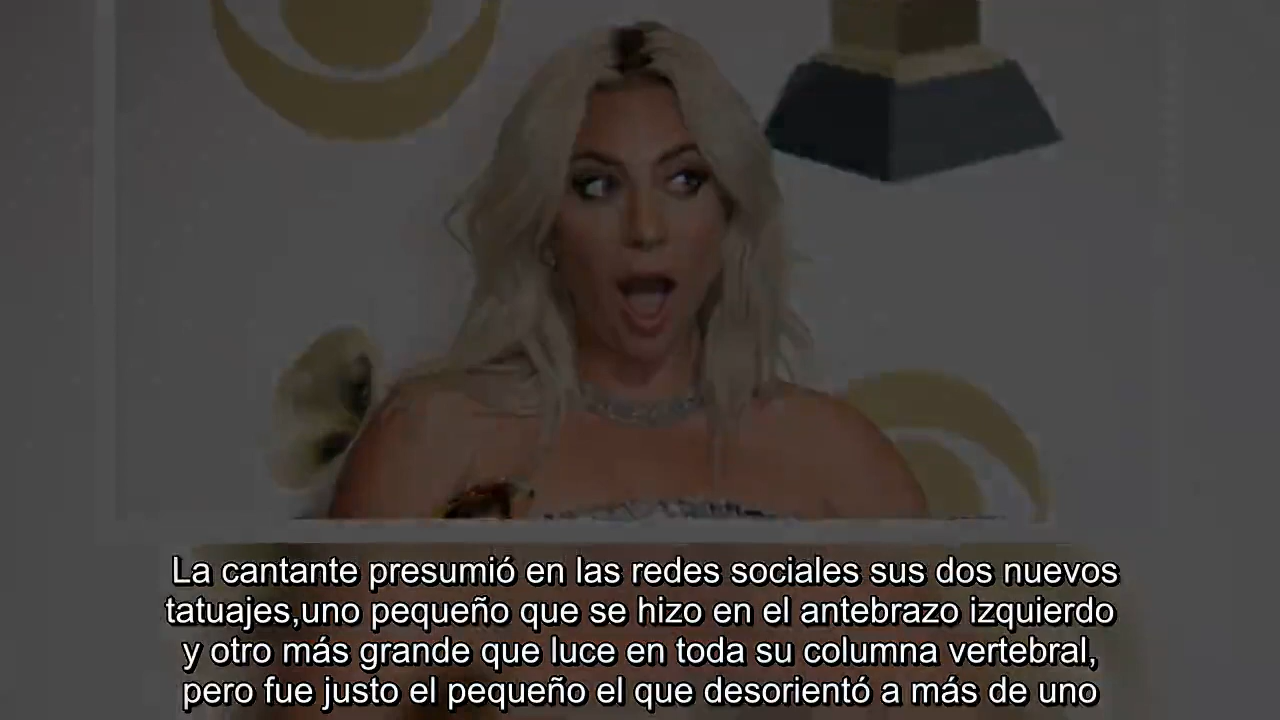 La cantante presumió en las redes sociales sus dos nuevos
tatuajes,uno pequeño que se hizo en el antebrazo izquierdo
y otro más grande que luce en toda su columna vertebral,
pero fue justo el pequeño el que desorientó a más de uno